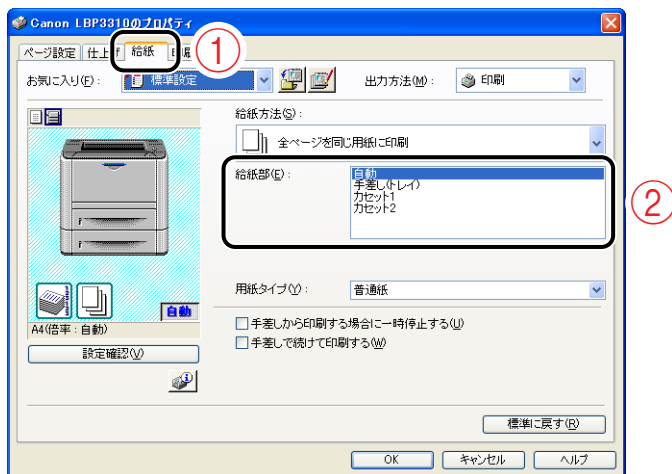 Canon LBP3310のプロパティ
ページ設定 仕上げ 給紙
①
お気に入り(F): 標準設定 出力方法(M): 印刷
給紙方法(S):
全ページを同じ用紙に印刷
給紙部(E): 自動
手差し(トレイ)
カセット1
カセット2
②
用紙タイプ(Y): 普通紙
自動
A4(倍率:自動)
手差しから印刷する場合に一時停止する(U)
手差しで続けて印刷する(W)
設定確認(V)
標準に戻す(R)
OK キャンセル ヘルプ